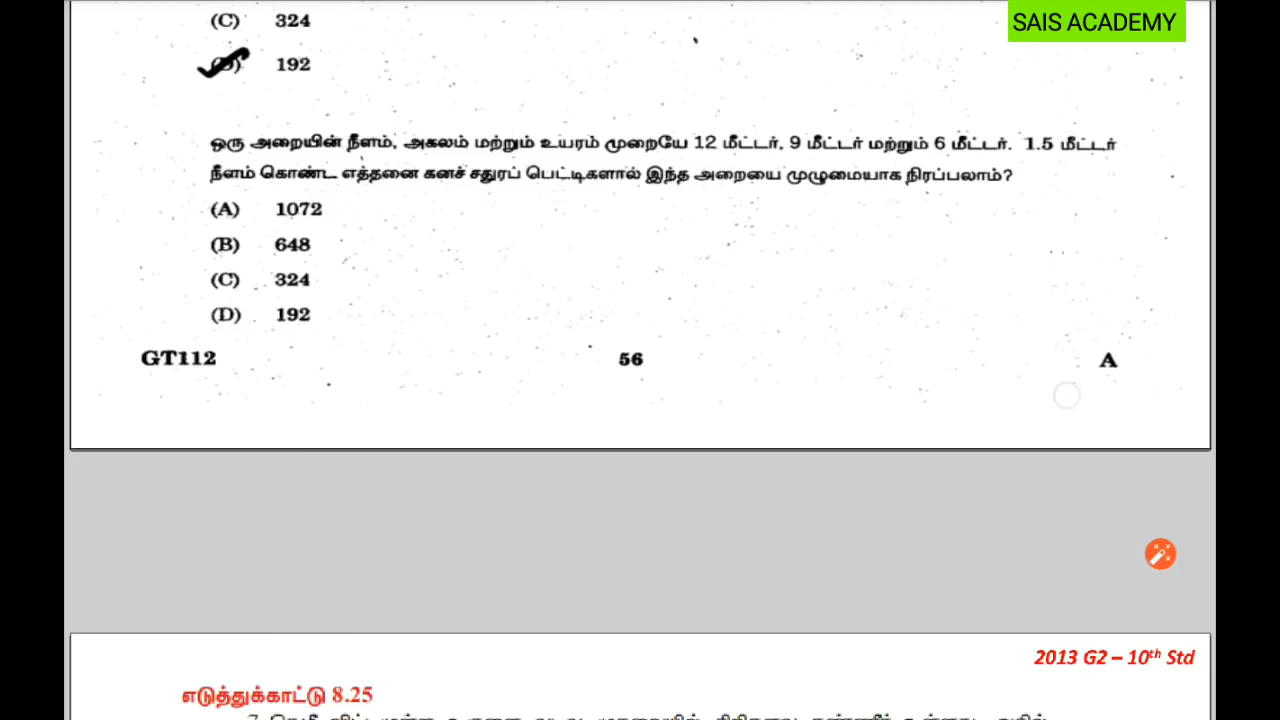 (C) 324
SAIS ACADEMY
(D) 192
ஒரு அறையின் நீளம், அகலம் மற்றும் உயரம் முறையே 12 மீட்டர், 9 மீட்டர் மற்றும் 6 மீட்டர். 1.5 மீட்டர்
நீளம் கொண்ட எத்தனை கனச் சதுரப் பெட்டிகளால் இந்த அறையை முழுமையாக நிரப்பலாம்?
(A) 1072
(B) 648
(C) 324
(D) 192
GT112 56 A
2013 G2 – 10th Std
எடுத்துக்காட்டு 8.25